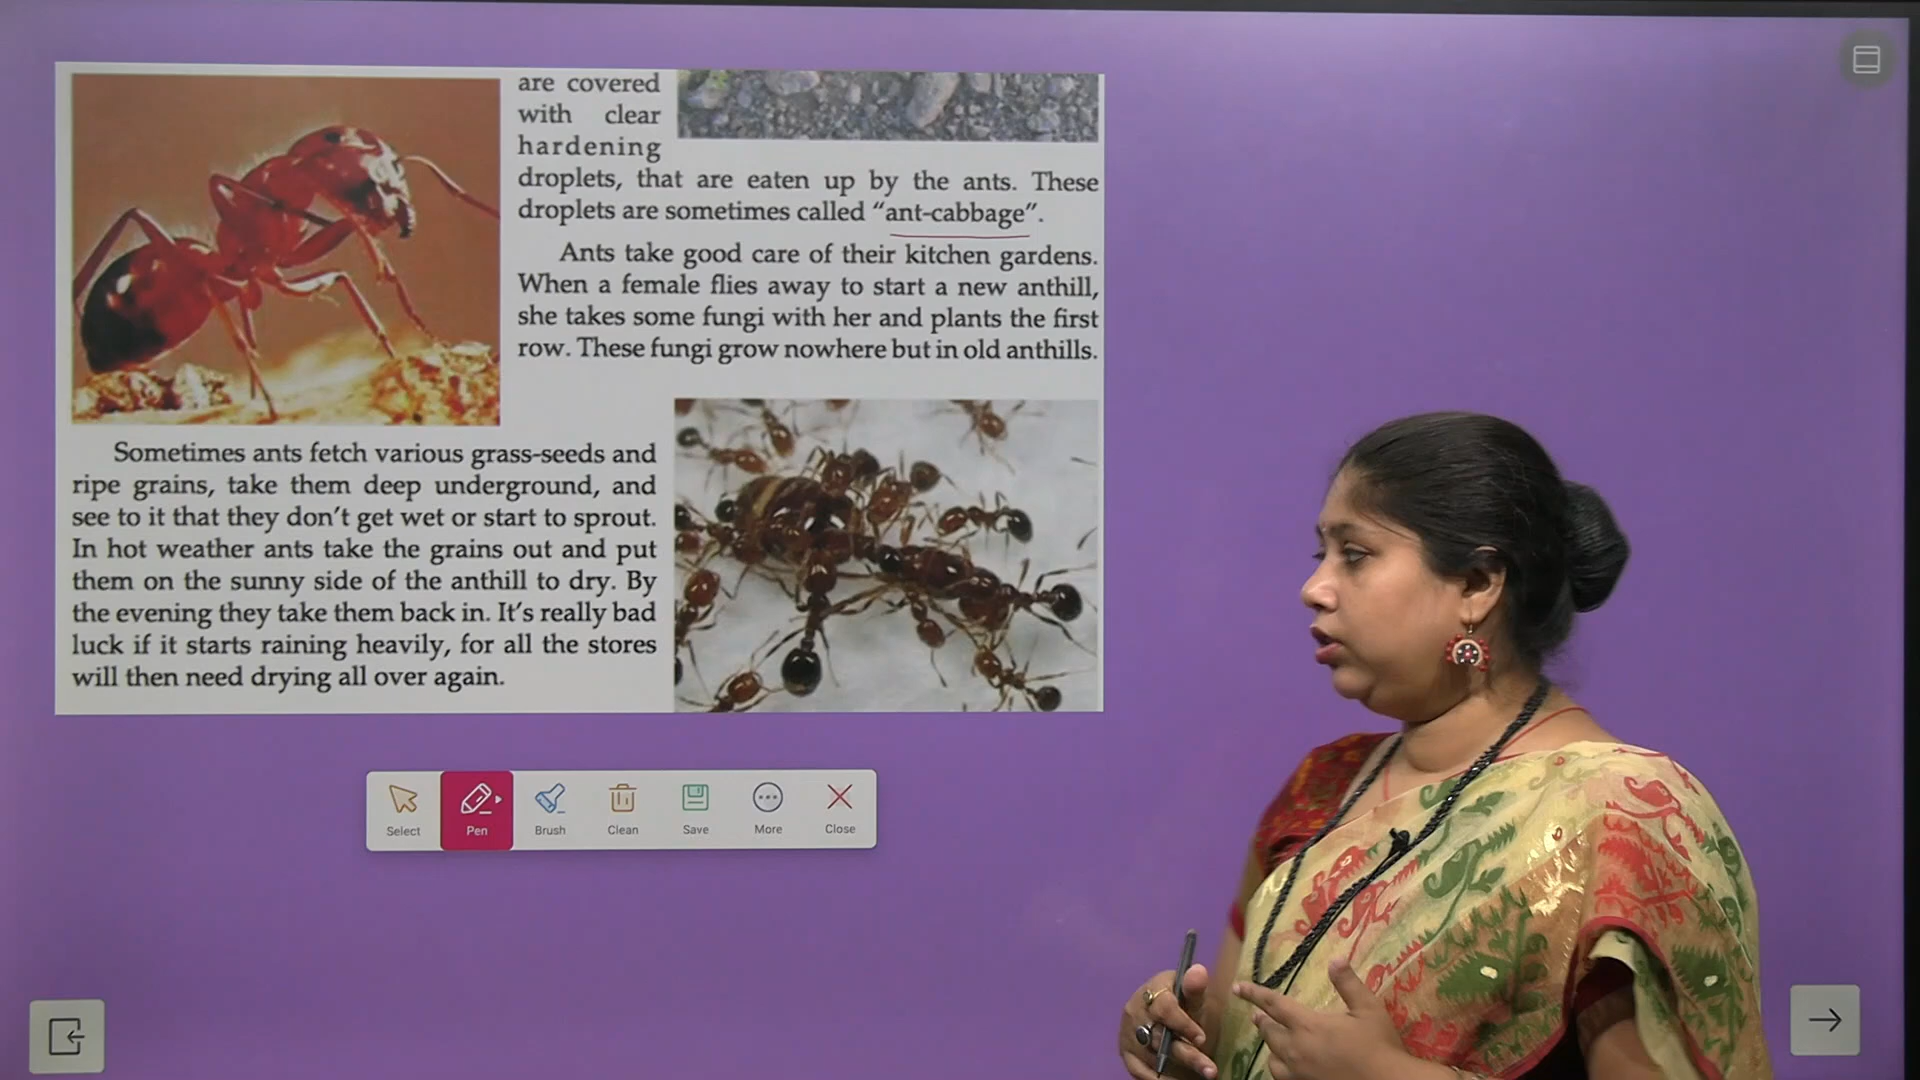 are covered
with clear
hardening
droplets, that are eaten up by the ants. These
droplets are sometimes called “ant-cabbage”.
Ants take good care of their kitchen gardens.
When a female flies away to start a new anthill,
she takes some fungi with her and plants the first
row. These fungi grow nowhere but in old anthills.
Sometimes ants fetch various grass-seeds and
ripe grains, take them deep underground, and
see to it that they don’t get wet or start to sprout.
In hot weather ants take the grains out and put
them on the sunny side of the anthill to dry. By
the evening they take them back in. It’s really bad
luck if it starts raining heavily, for all the stores
will then need drying all over again.
Select Pen Brush Clean Save More Close